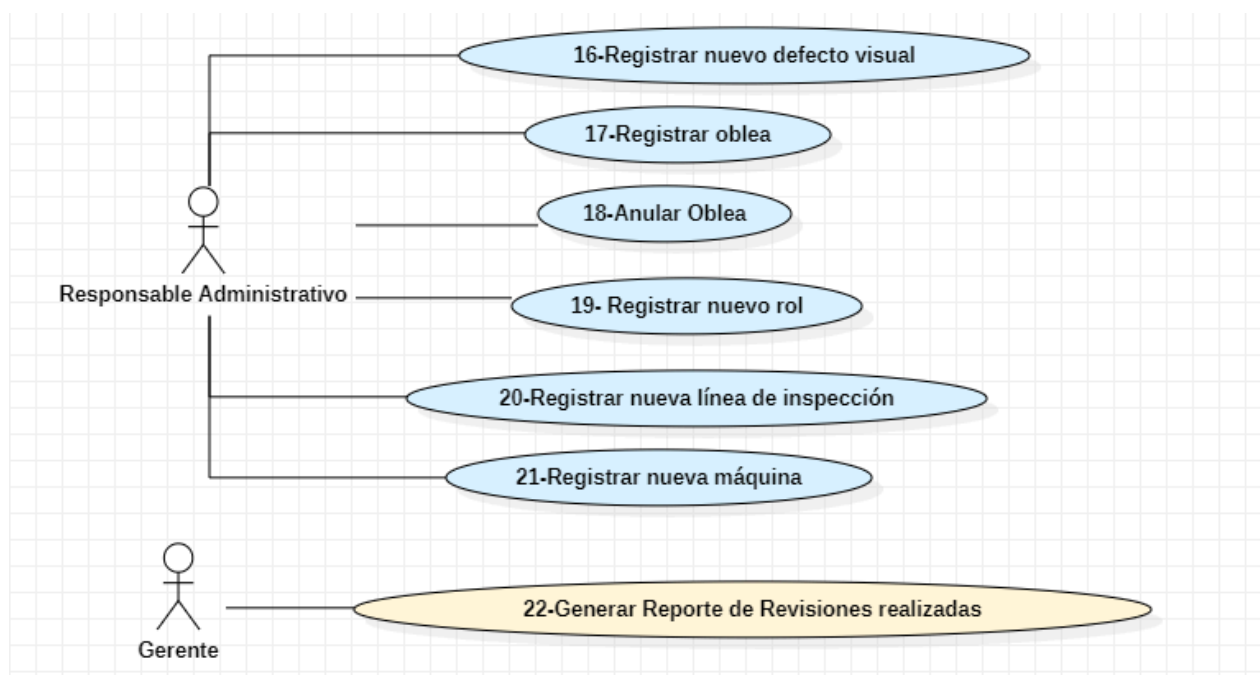 16-Registrar nuevo defecto visual
17-Registrar oblea
18-Anular Oblea
Responsable Administrativo
19- Registrar nuevo rol
20-Registrar nueva línea de inspección
21-Registrar nueva máquina
22-Generar Reporte de Revisiones realizadas
Gerente